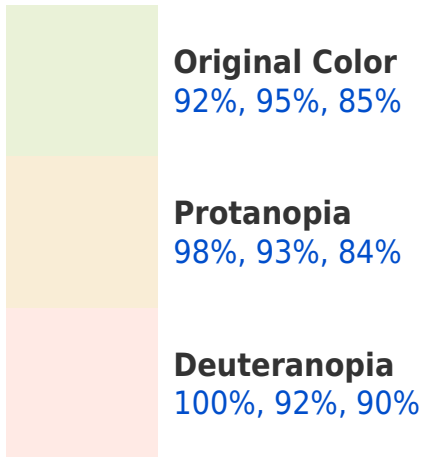 Original Color
92%, 95%, 85%
Protanopia
98%, 93%, 84%
Deuteranopia
100%, 92%, 90%